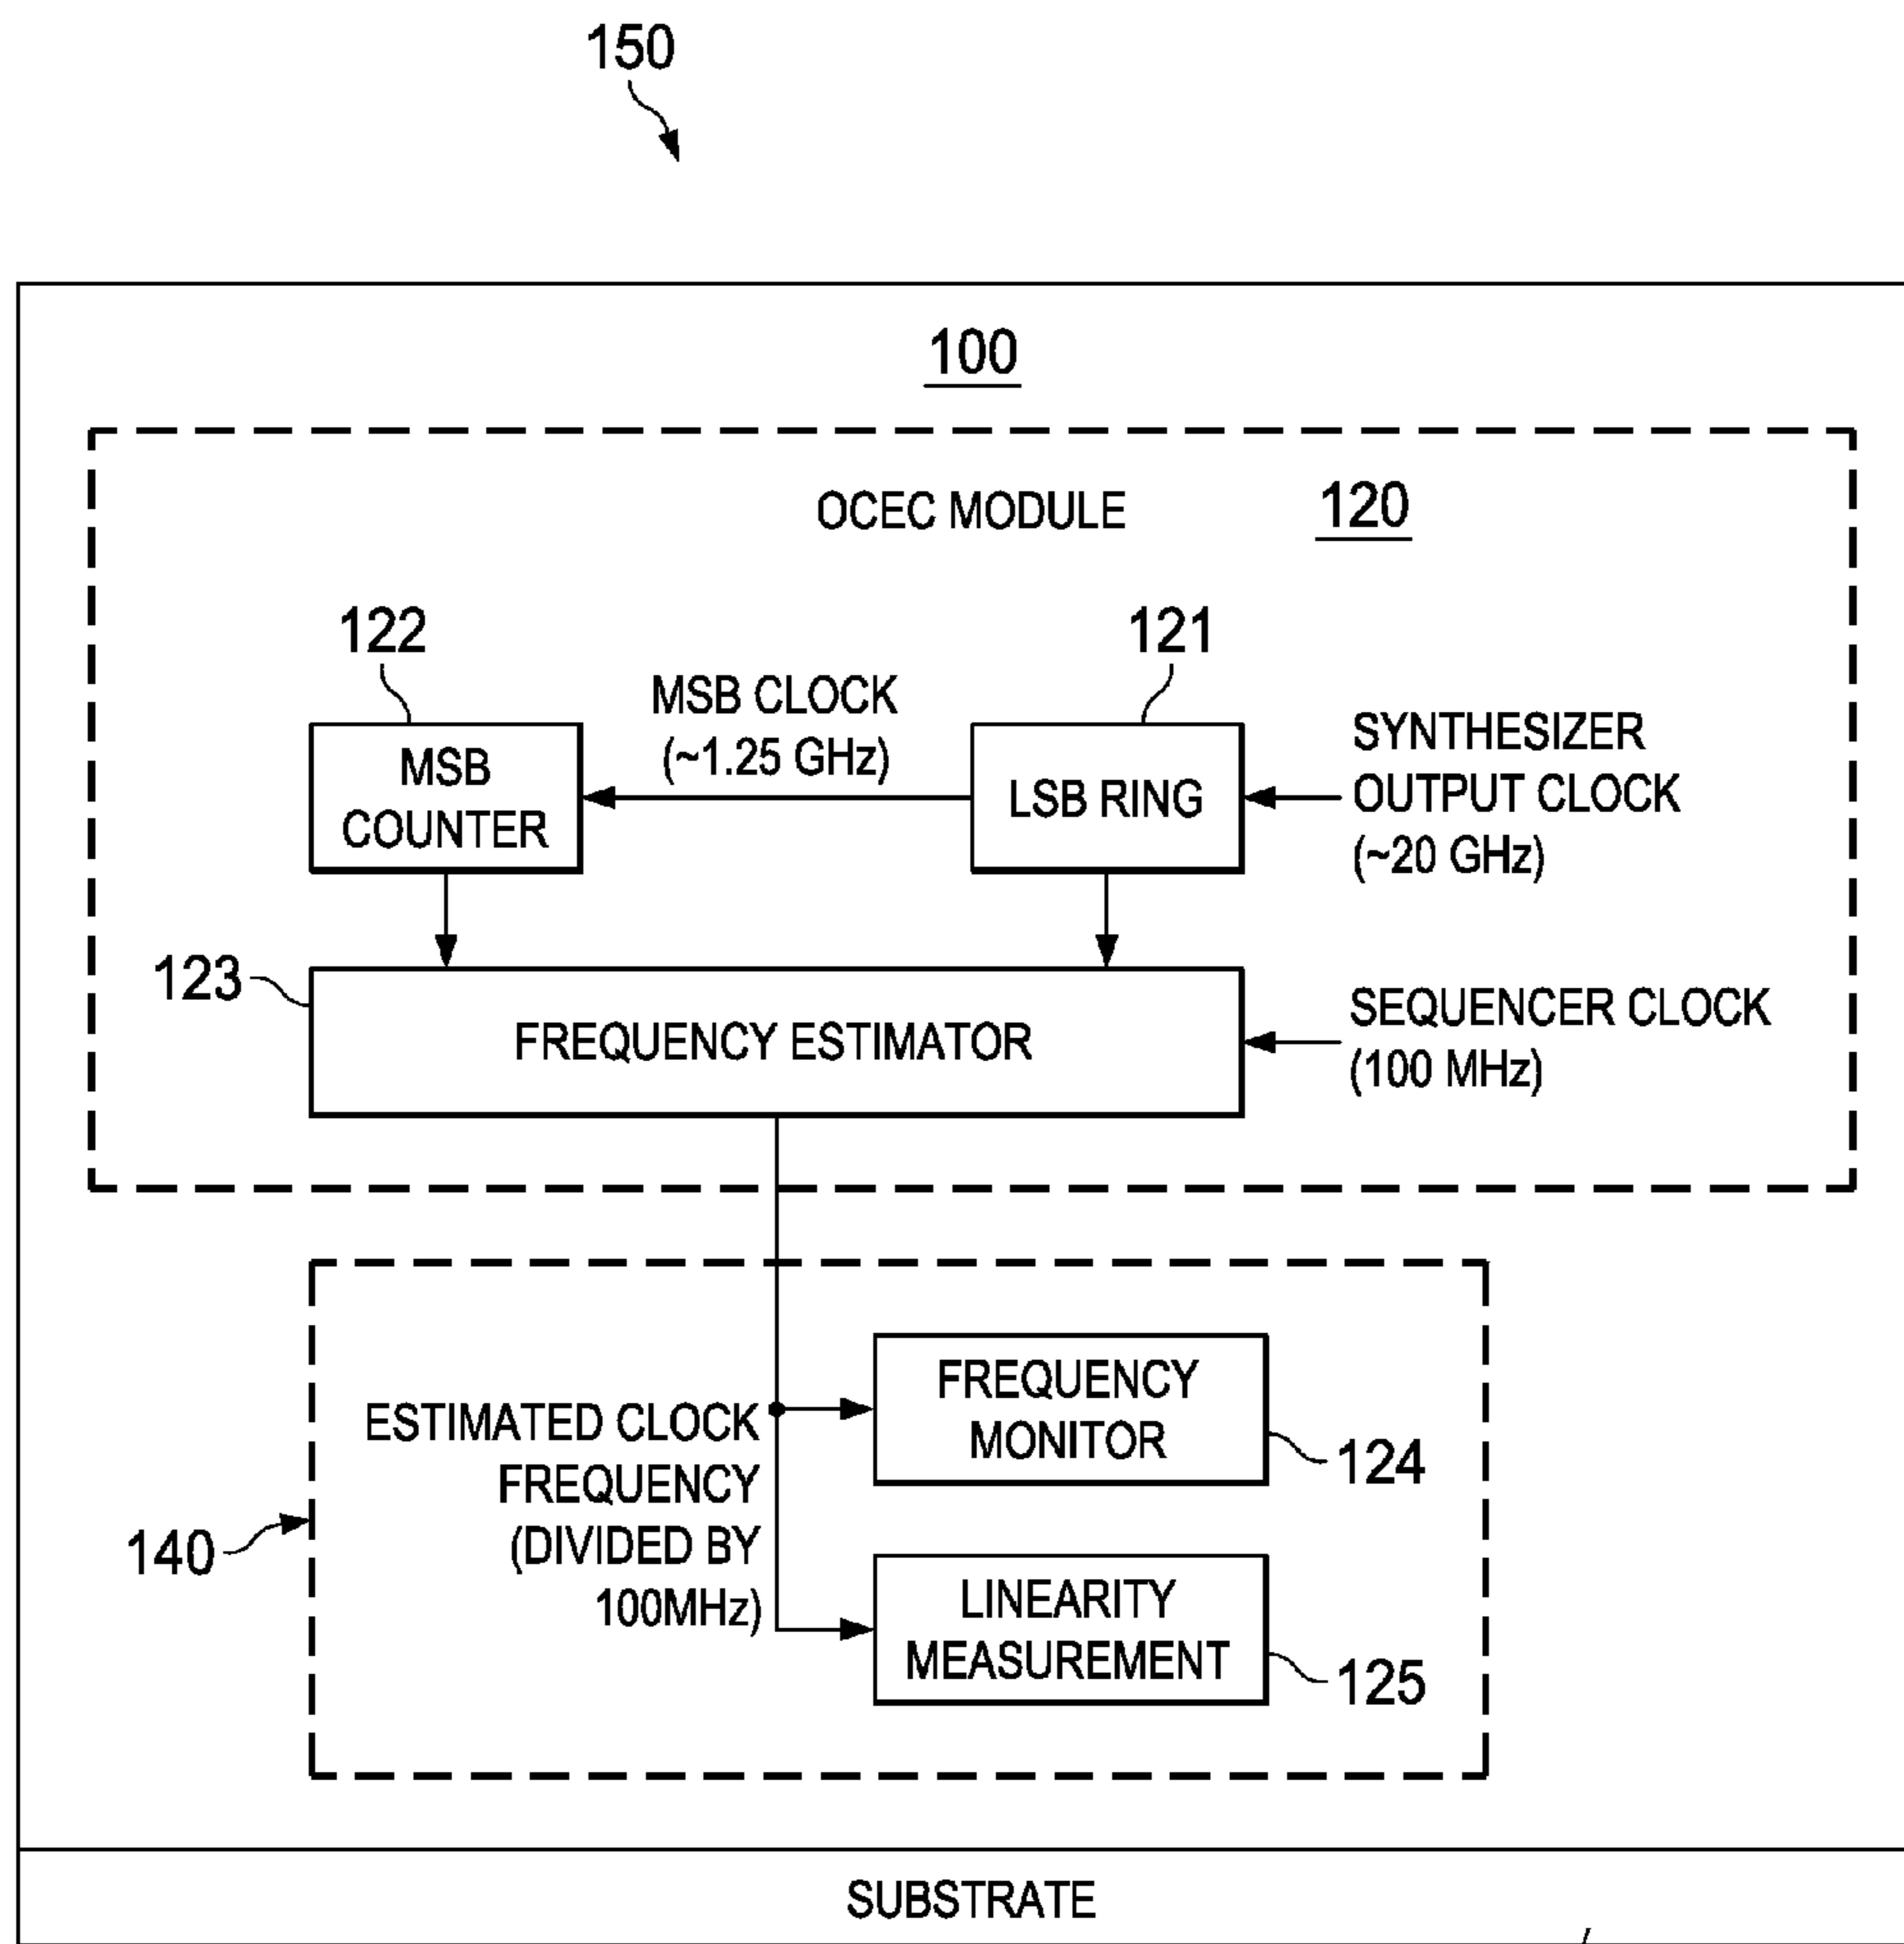 150
100
OCEC MODULE
120
122
121
MSB CLOCK
(~1.25 GHz)
MSB
COUNTER
LSB RING
SYNTHESIZER
OUTPUT CLOCK
(~20 GHz)
123
FREQUENCY ESTIMATOR
SEQUENCER CLOCK
(100 MHz)
ESTIMATED CLOCK
FREQUENCY
(DIVIDED BY
100MHz)
FREQUENCY
MONITOR
124
140
LINEARITY
MEASUREMENT
125
SUBSTRATE